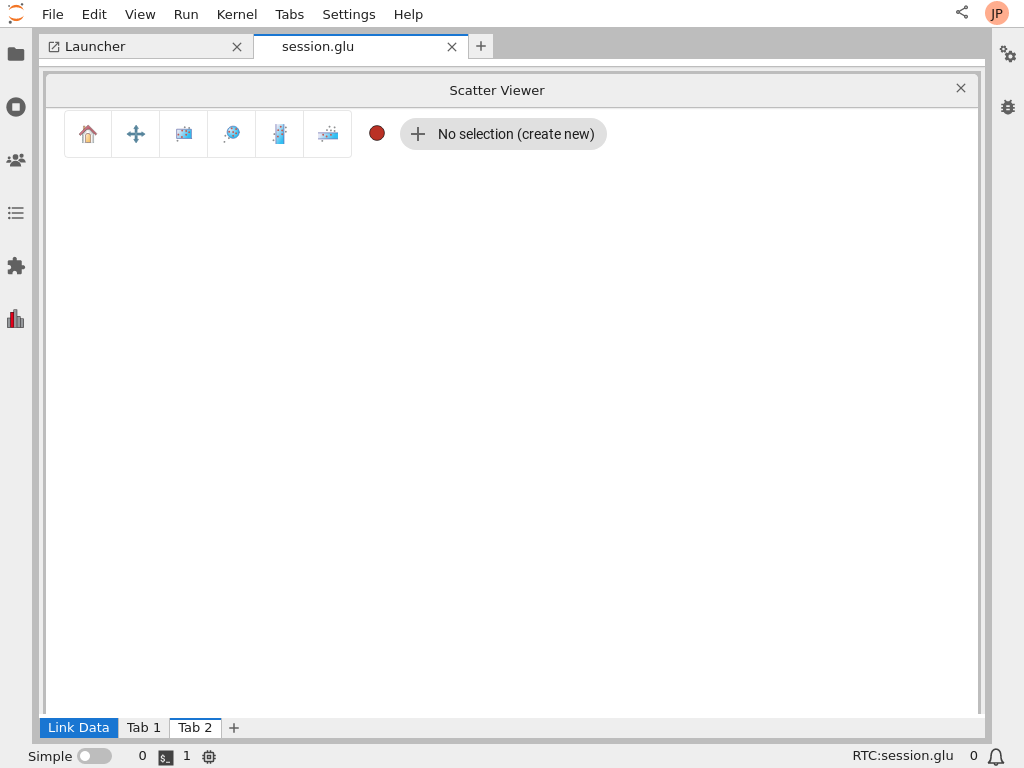 File Edit View Run Kernel Tabs Settings Help
JP
Launcher
session.glu
Scatter Viewer
No selection (create new)
Link Data Tab 1 Tab 2
Simple 0 $_ 1 RTC:session.glu 0